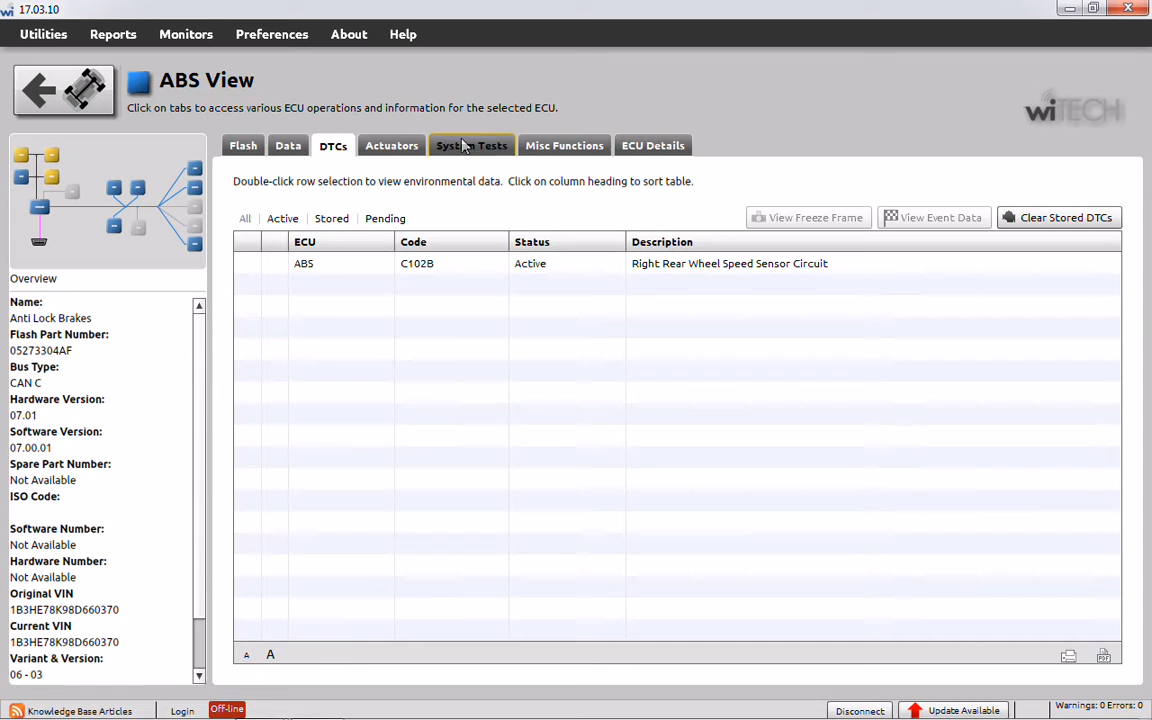 wi 17.03.10
Utilities Reports Monitors Preferences About Help
ABS View
Click on tabs to access various ECU operations and information for the selected ECU.
wiTECH
Flash Data DTCs Actuators System Tests Misc Functions ECU Details
Double-click row selection to view environmental data. Click on column heading to sort table.
All Active Stored Pending View Freeze Frame View Event Data Clear Stored DTCs
ECU Code Status Description
ABS C102B Active Right Rear Wheel Speed Sensor Circuit
Overview
Name:
Anti Lock Brakes
Flash Part Number:
05273304AF
Bus Type:
CAN C
Hardware Version:
07.01
Software Version:
07.00.01
Spare Part Number:
Not Available
ISO Code:
Software Number:
Not Available
Hardware Number:
Not Available
Original VIN
1B3HE78K98D660370
Current VIN
1B3HE78K98D660370
Variant & Version:
06 - 03
A A PDF
Knowledge Base Articles Login Off-line Disconnect Update Available Warnings: 0 Errors: 0